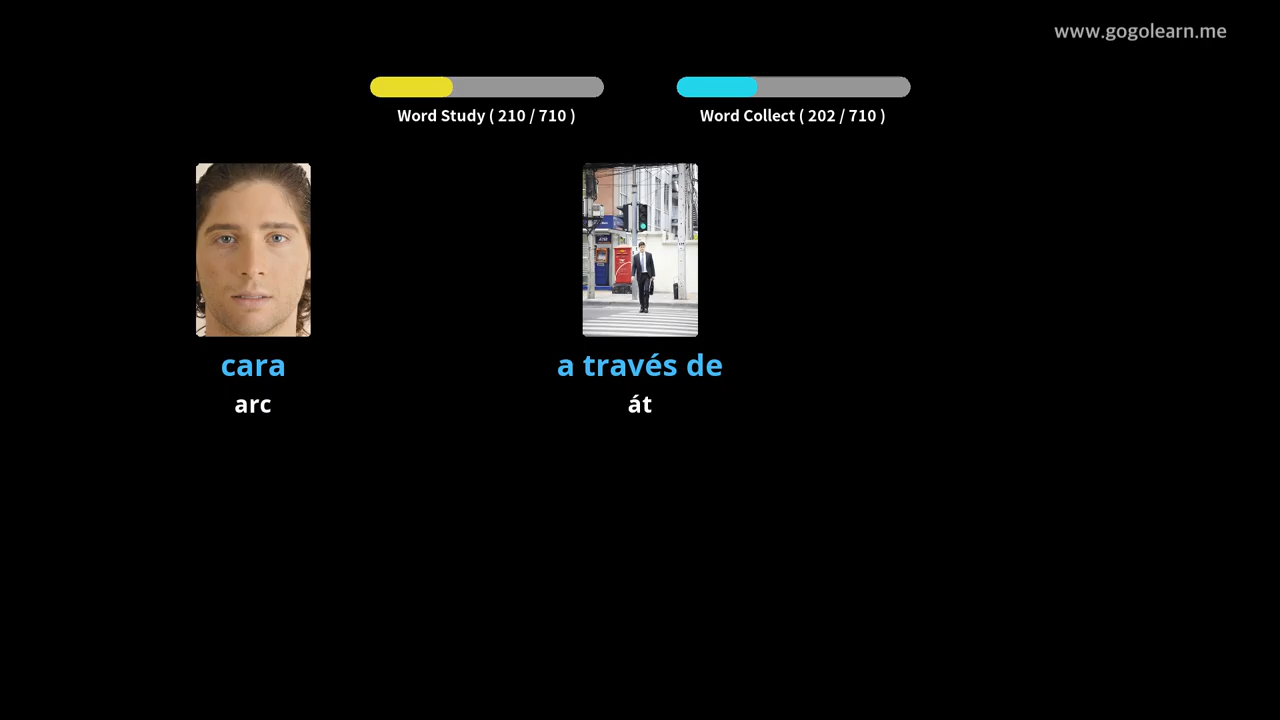 www.gogolearn.me
Word Study ( 210 / 710 )
Word Collect ( 202 / 710 )
cara
arc
a través de
át